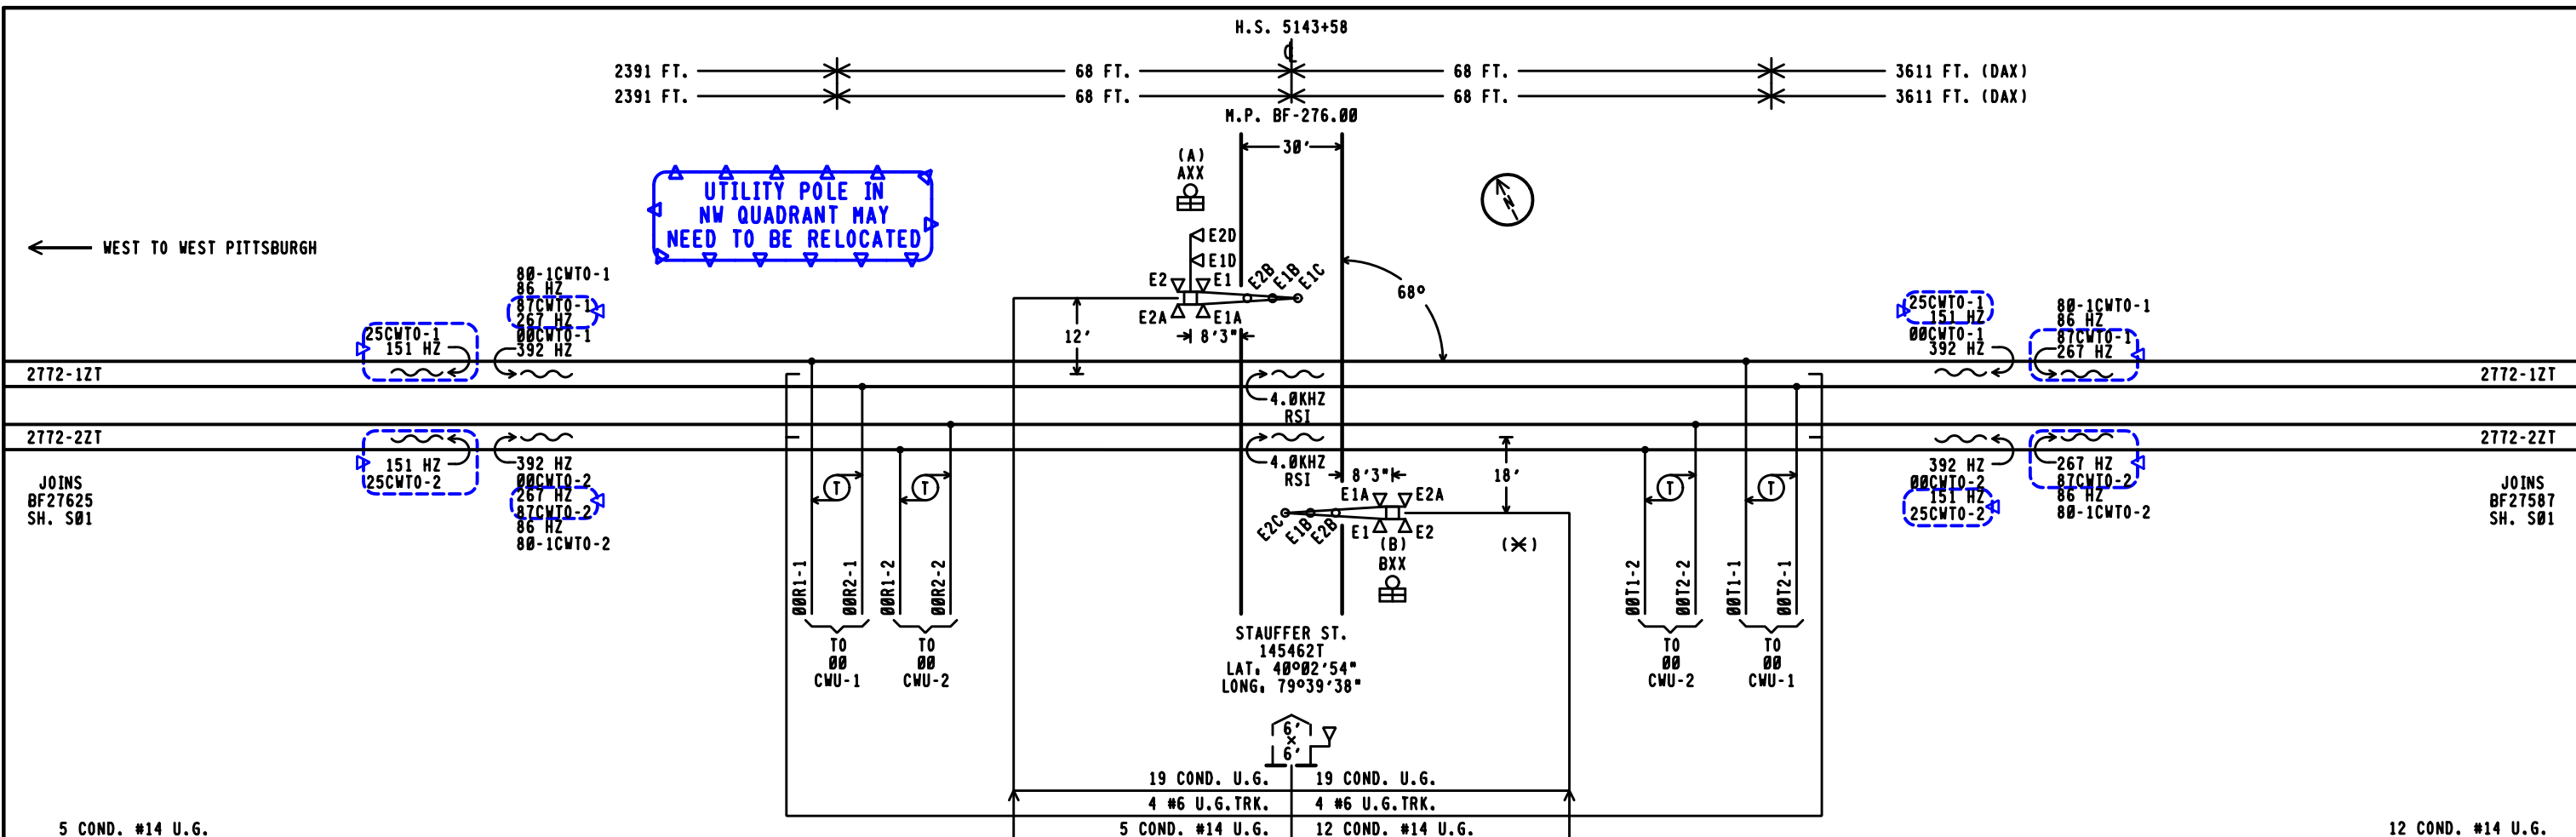 H.S. 5143+58
2391 FT. 68 FT. 68 FT. 3611 FT. (DAX)
2391 FT. 68 FT. 68 FT. 3611 FT. (DAX)
M.P. BF-276.00
30'
(A)
AXX
UTILITY POLE IN
NW QUADRANT MAY
NEED TO BE RELOCATED
N
WEST TO WEST PITTSBURGH
E2D
E1D
E2 E1
E2B E1B E1C
E2A E1A
8'3"
12'
68°
80-1CWTO-1
86 HZ
87CWTO-1
267 HZ
00CWTO-1
392 HZ
25CWTO-1
151 HZ
25CWTO-1
151 HZ
00CWTO-1
392 HZ
80-1CWTO-1
86 HZ
87CWTO-1
267 HZ
2772-1ZT 2772-1ZT
4.0KHZ
RSI
2772-2ZT 2772-2ZT
4.0KHZ
RSI
151 HZ
25CWTO-2
392 HZ
00CWTO-2
267 HZ
87CWTO-2
86 HZ
80-1CWTO-2
392 HZ
00CWTO-2
151 HZ
25CWTO-2
267 HZ
87CWTO-2
86 HZ
80-1CWTO-2
JOINS
BF27625
SH. S01
JOINS
BF27587
SH. S01
T T T T
8'3"
18'
E1A E2A
E2C E1B E2B
E1 E2
(B)
BXX
00R1-1 00R2-1 00R1-2 00R2-2
00T1-2 00T2-2 00T1-1 00T2-1
TO
00
CWU-1
TO
00
CWU-2
TO
00
CWU-2
TO
00
CWU-1
STAUFFER ST.
145462T
LAT. 40°02'54"
LONG. 79°39'38"
6'
×
6'
19 COND. U.G. 19 COND. U.G.
4 #6 U.G.TRK. 4 #6 U.G.TRK.
5 COND. #14 U.G. 5 COND. #14 U.G. 12 COND. #14 U.G. 12 COND. #14 U.G.